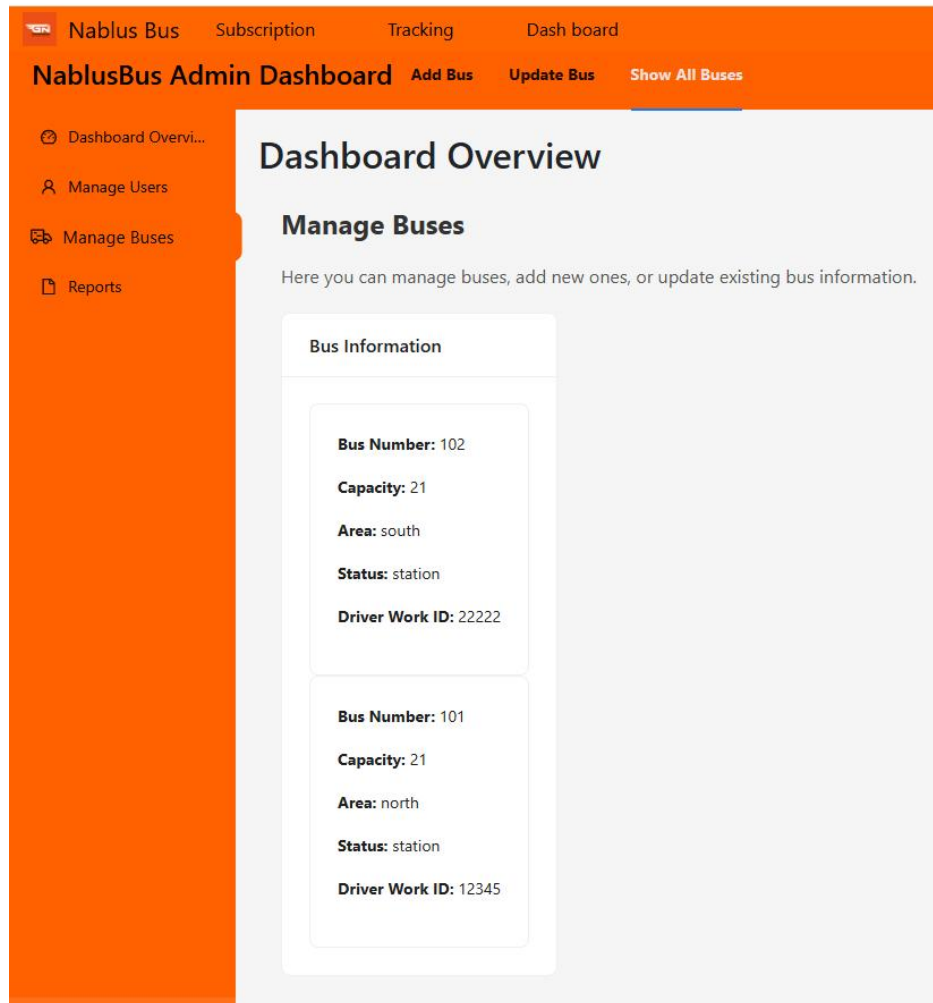 GR
Nablus Bus Subscription Tracking Dash board
NablusBus Admin Dashboard Add Bus Update Bus Show All Buses
Dashboard Overvi...
Manage Users
Manage Buses
Reports
Dashboard Overview
Manage Buses
Here you can manage buses, add new ones, or update existing bus information.
Bus Information
Bus Number: 102
Capacity: 21
Area: south
Status: station
Driver Work ID: 22222
Bus Number: 101
Capacity: 21
Area: north
Status: station
Driver Work ID: 12345